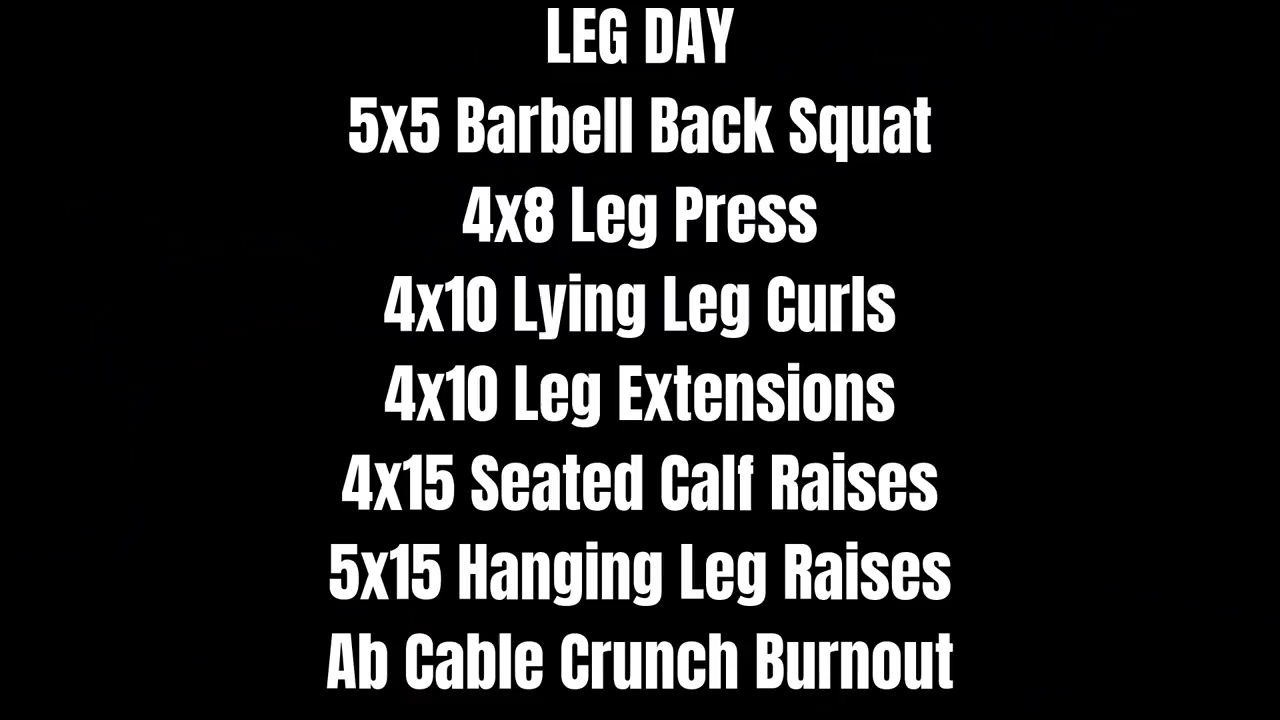 LEG DAY
5x5 Barbell Back Squat
4x8 Leg Press
4x10 Lying Leg Curls
4x10 Leg Extensions
4x15 Seated Calf Raises
5x15 Hanging Leg Raises
Ab Cable Crunch Burnout